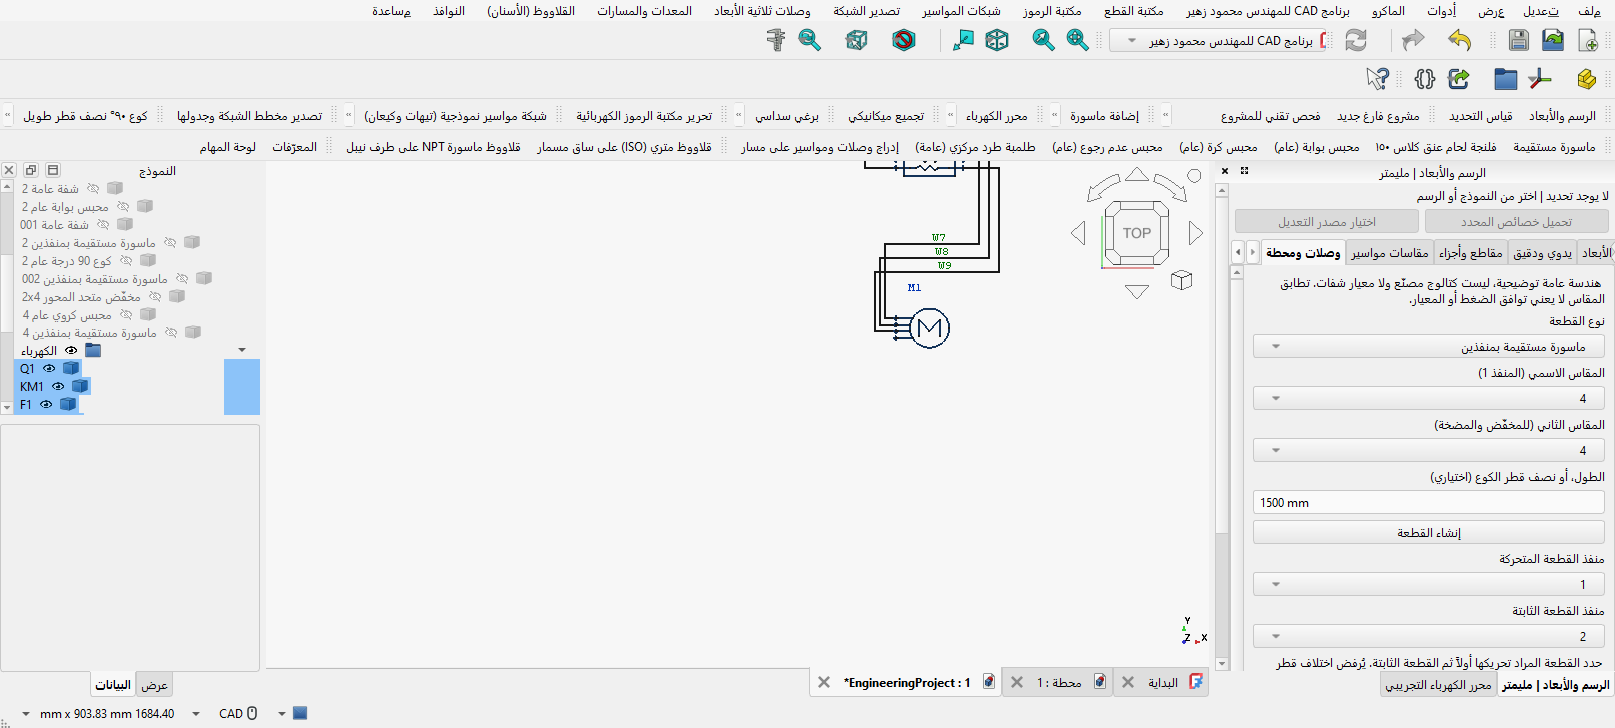 ملف تعديل عرض أدوات الماكرو برنامج CAD للمهندس محمود زهير مكتبة القطع مكتبة الرموز شبكات المواسير تصدير الشبكة وصلات ثلاثية الأبعاد المعدات والمسارات القلاووظ (الأسنان) النوافذ مساعدة
برنامج CAD للمهندس محمود زهير
الرسم والأبعاد قياس التحديد مشروع فارغ جديد فحص تقني للمشروع » إضافة ماسورة » محرر الكهرباء » تجميع ميكانيكي » برغي سداسي » تحرير مكتبة الرموز الكهربائية شبكة مواسير نموذجية (تيهات وكيعان) » تصدير مخطط الشبكة وجدولها كوع ٩٠° نصف قطر طويل »
ماسورة مستقيمة فلنجة لحام عنق كلاس ١٥٠ محبس بوابة (عام) محبس كرة (عام) محبس عدم رجوع (عام) طلمبة طرد مركزي (عامة) إدراج وصلات ومواسير على مسار قلاووظ متري (ISO) على ساق مسمار قلاووظ ماسورة NPT على طرف نيبل المعرّفات لوحة المهام
الرسم والأبعاد | مليمتر
لا يوجد تحديد | اختر من النموذج أو الرسم
تحميل خصائص المحدد
اختيار مصدر التعديل
الأبعاد يدوي ودقيق مقاطع وأجزاء مقاسات مواسير وصلات ومحطة
هندسة عامة توضيحية، ليست كتالوج مصنّع ولا معيار شفات. تطابق
المقاس لا يعني توافق الضغط أو المعيار.
نوع القطعة
ماسورة مستقيمة بمنفذين
المقاس الاسمي (المنفذ 1)
4
المقاس الثاني (للمخفّض والمضخة)
4
الطول، أو نصف قطر الكوع (اختياري)
1500 mm
إنشاء القطعة
منفذ القطعة المتحركة
1
منفذ القطعة الثابتة
2
حدد القطعة المراد تحريكها أولاً ثم القطعة الثابتة. يُرفض اختلاف قطر
الرسم والأبعاد | مليمتر
محرر الكهرباء التجريبي
TOP
W7
W8
W9
M1
M
Y
Z
X
النموذج
شفة عامة 2
محبس بوابة عام 2
شفة عامة 001
ماسورة مستقيمة بمنفذين 2
كوع 90 درجة عام 2
ماسورة مستقيمة بمنفذين 002
مخفّض متحد المحور 2x4
محبس كروي عام 4
ماسورة مستقيمة بمنفذين 4
الكهرباء
Q1
KM1
F1
البداية
محطة : 1
EngineeringProject : 1*
عرض
البيانات
CAD
mm x 903.83 mm 1684.40